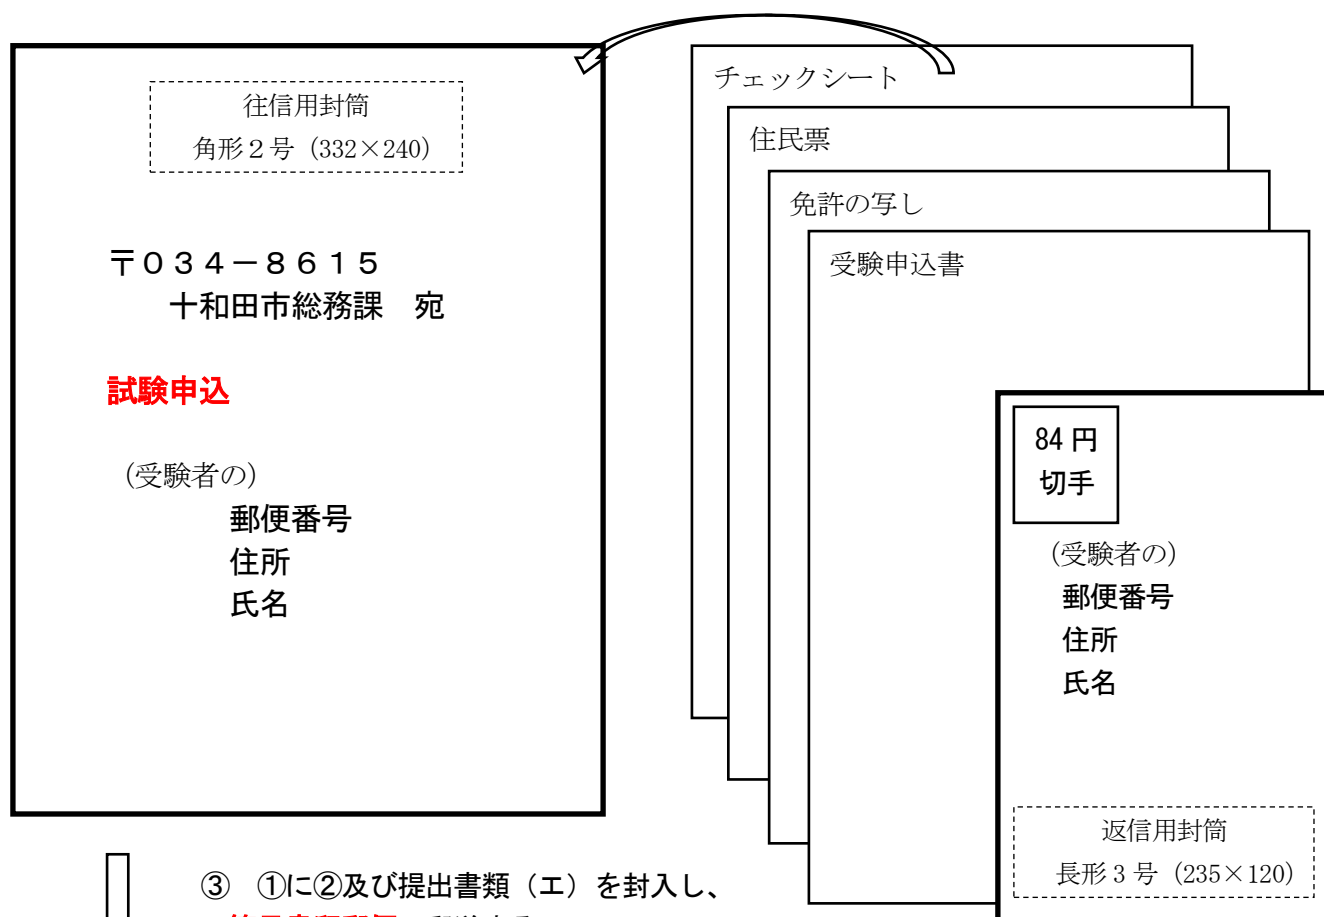 往信用封筒
角形２号（332×240）
〒０３４－８６１５
十和田市総務課　宛
試験申込
（受験者の）
郵便番号
住所
氏名
チェックシート
住民票
免許の写し
受験申込書
84 円
切手
（受験者の）
郵便番号
住所
氏名
返信用封筒
長形３号（235×120）
③　①に②及び提出書類（エ）を封入し、